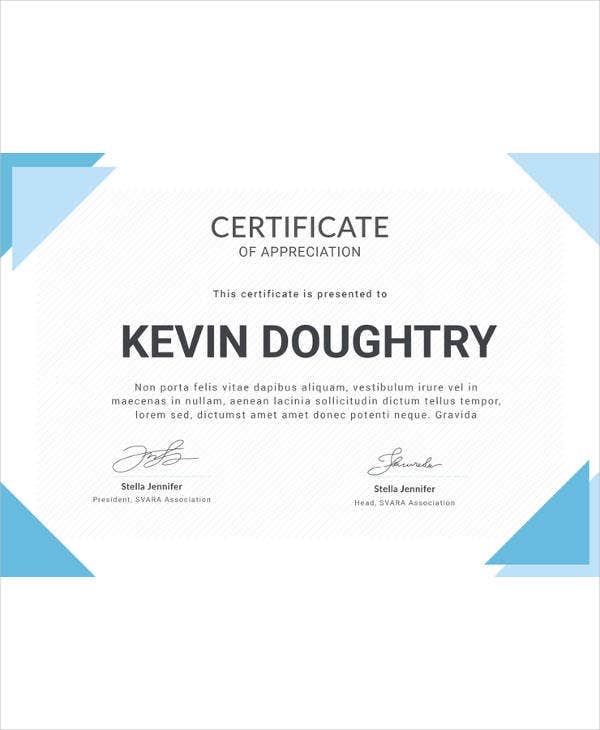 CERTIFICATE
OF APPRECIATION
This certificate is presented to
KEVIN DOUGHTRY
Non porta felis vitae dapibus aliquam, vestibulum irure vel in
maecenas in nullam, aenean lacinia sollicitudin dictum tellus tempor,
lorem sed, dictumst amet amet donec potenti neque. Gravida
Stella Jennifer
President, SVARA Association
Stella Jennifer
Head, SVARA Association